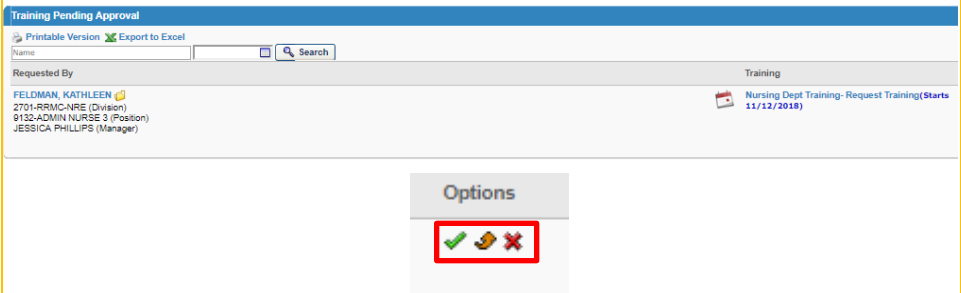 Training Pending Approval
Printable Version Export to Excel
Name Search
Requested By Training
FELDMAN, KATHLEEN Nursing Dept Training- Request Training(Starts
2701-RRMC-NRE (Division) 11/12/2018)
9132-ADMIN NURSE 3 (Position)
JESSICA PHILLIPS (Manager)
Options